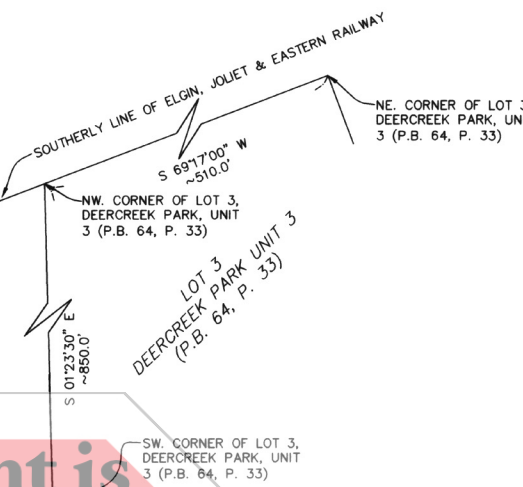 SOUTHERLY LINE OF ELGIN, JOLIET & EASTERN RAILWAY
NE. CORNER OF LOT 3
DEERCREEK PARK, UN
3 (P.B. 64, P. 33)
S 69°17'00" W
~510.0'
NW. CORNER OF LOT 3,
DEERCREEK PARK, UNIT
3 (P.B. 64, P. 33)
LOT 3
DEERCREEK PARK UNIT 3
(P.B. 64, P. 33)
S 01°23'30" E
~850.0'
SW. CORNER OF LOT 3,
DEERCREEK PARK, UNIT
3 (P.B. 64, P. 33)
nt is